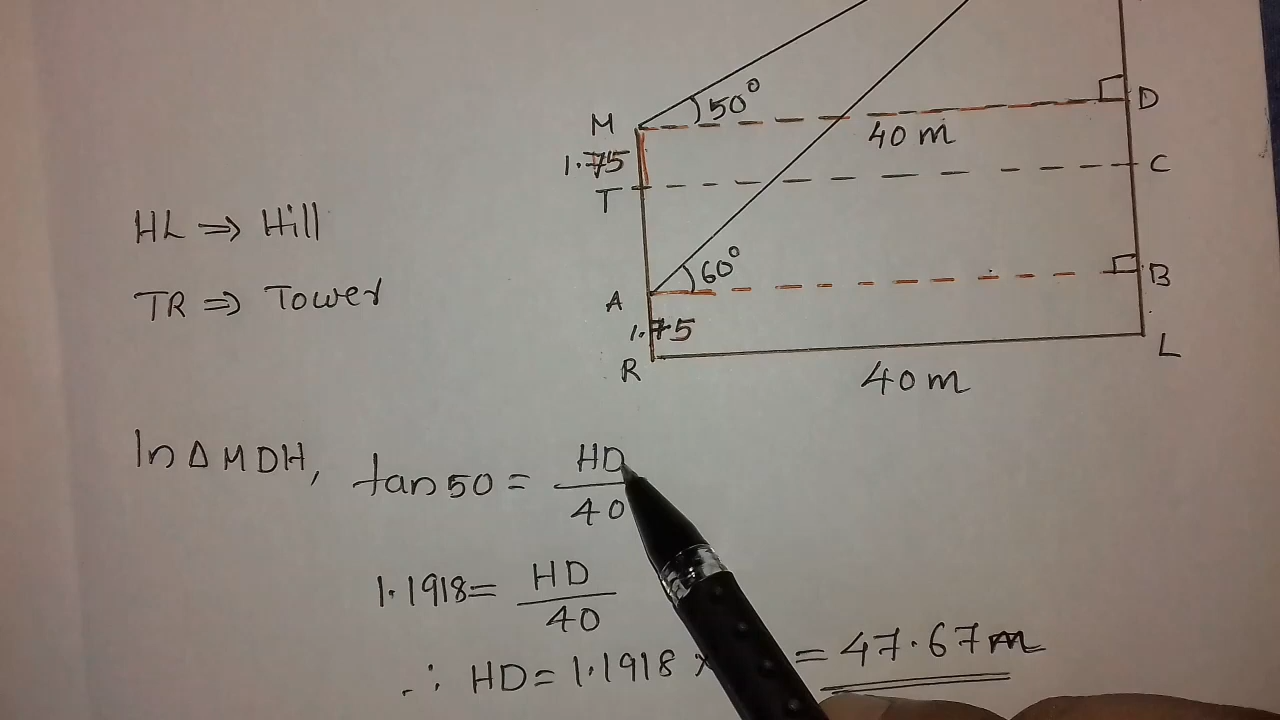 50°
M
D
40 m
1.75
C
T
HL ⇒ Hill
60°
B
TR ⇒ Tower
A
1.75
L
R
40 m
In Δ MDH, tan 50 = HD/40
1.1918 = HD/40
∴ HD = 1.1918 × = 47.67m